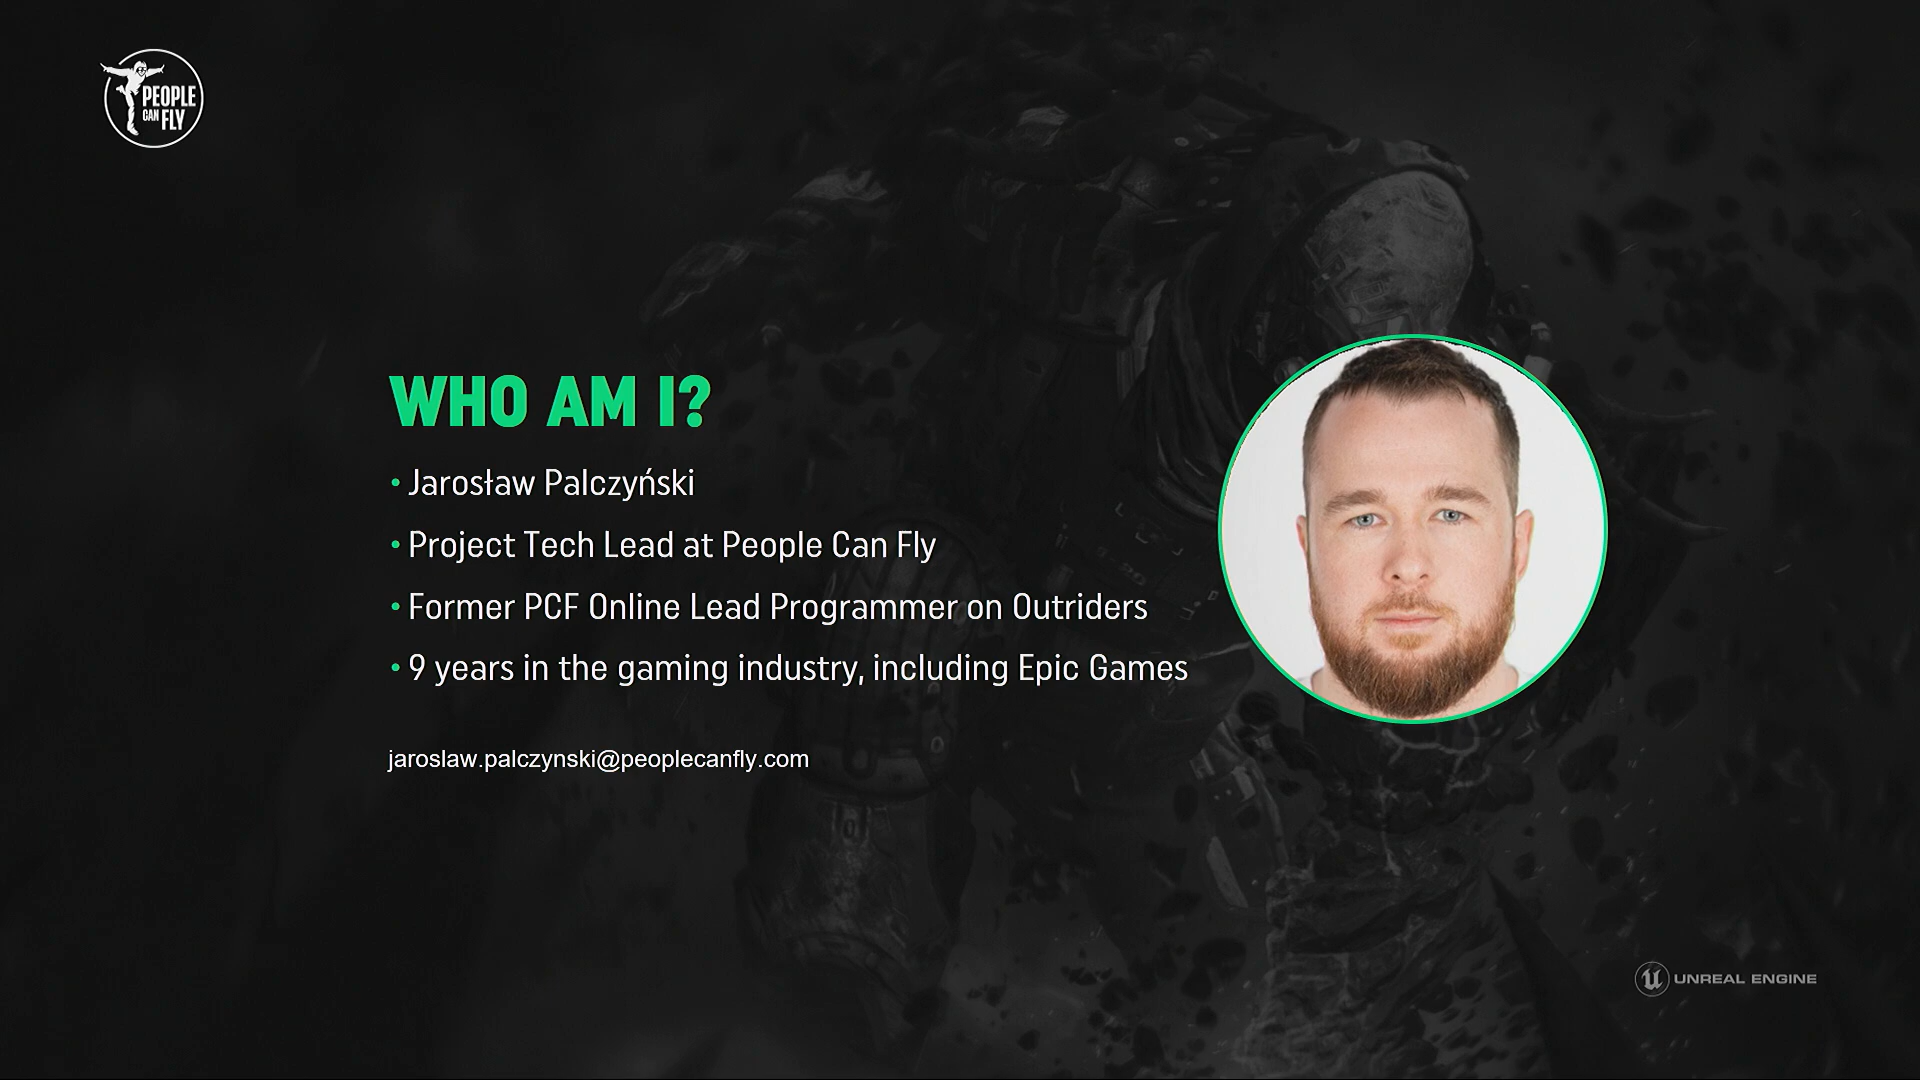 PEOPLE
CAN FLY
WHO AM I?
• Jarosław Palczyński
• Project Tech Lead at People Can Fly
• Former PCF Online Lead Programmer on Outriders
• 9 years in the gaming industry, including Epic Games
jaroslaw.palczynski@peoplecanfly.com
UNREAL ENGINE